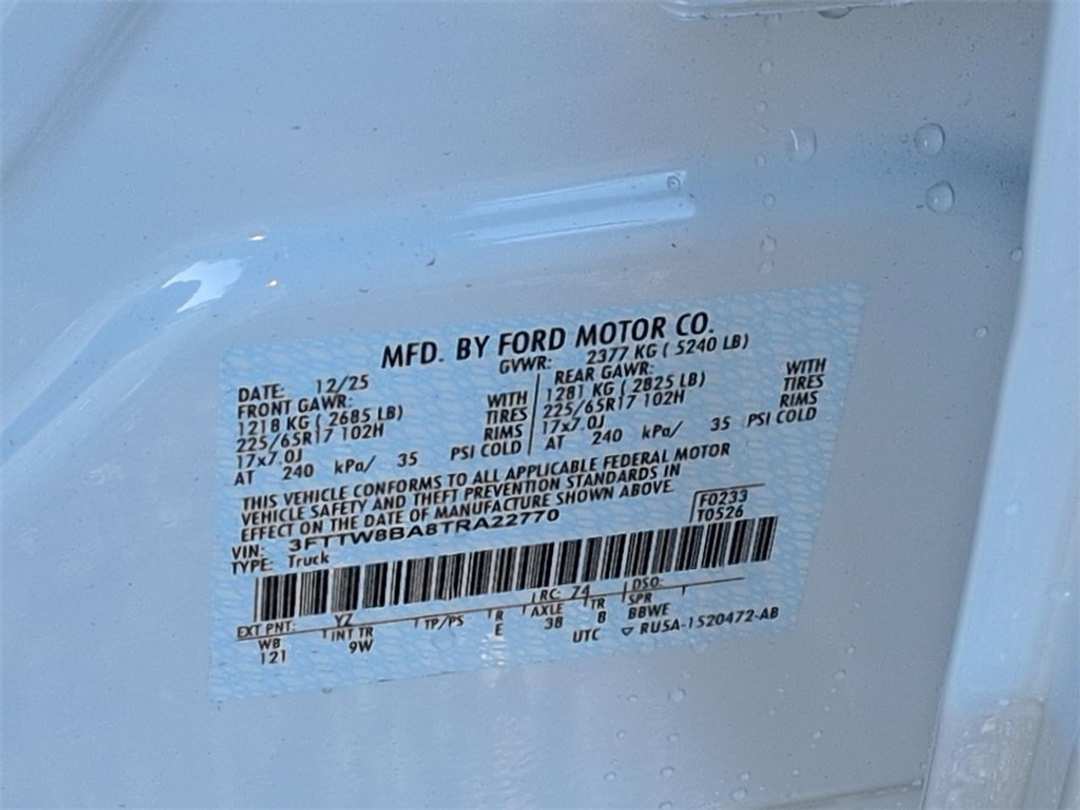 MFD. BY FORD MOTOR CO.
DATE: 12/25 GVWR: 2377 KG ( 5240 LB)
FRONT GAWR: REAR GAWR:
1218 KG ( 2685 LB) WITH 1281 KG ( 2825 LB) WITH
225/65R17 102H TIRES 225/65R17 102H TIRES
17x7.0J RIMS 17x7.0J RIMS
AT 240 kPa/ 35 PSI COLD AT 240 kPa/ 35 PSI COLD
THIS VEHICLE CONFORMS TO ALL APPLICABLE FEDERAL MOTOR
VEHICLE SAFETY AND THEFT PREVENTION STANDARDS IN
EFFECT ON THE DATE OF MANUFACTURE SHOWN ABOVE.
VIN: 3FTTW8BA8TRA22770 F0233
TYPE: Truck T0526
EXT PNT: YZ LRC: 74 DSO:
WB INT TR TP/PS R AXLE TR SPR
121 9W E 3B 8 BBWE
UTC ▽ RU5A-1520472-AB